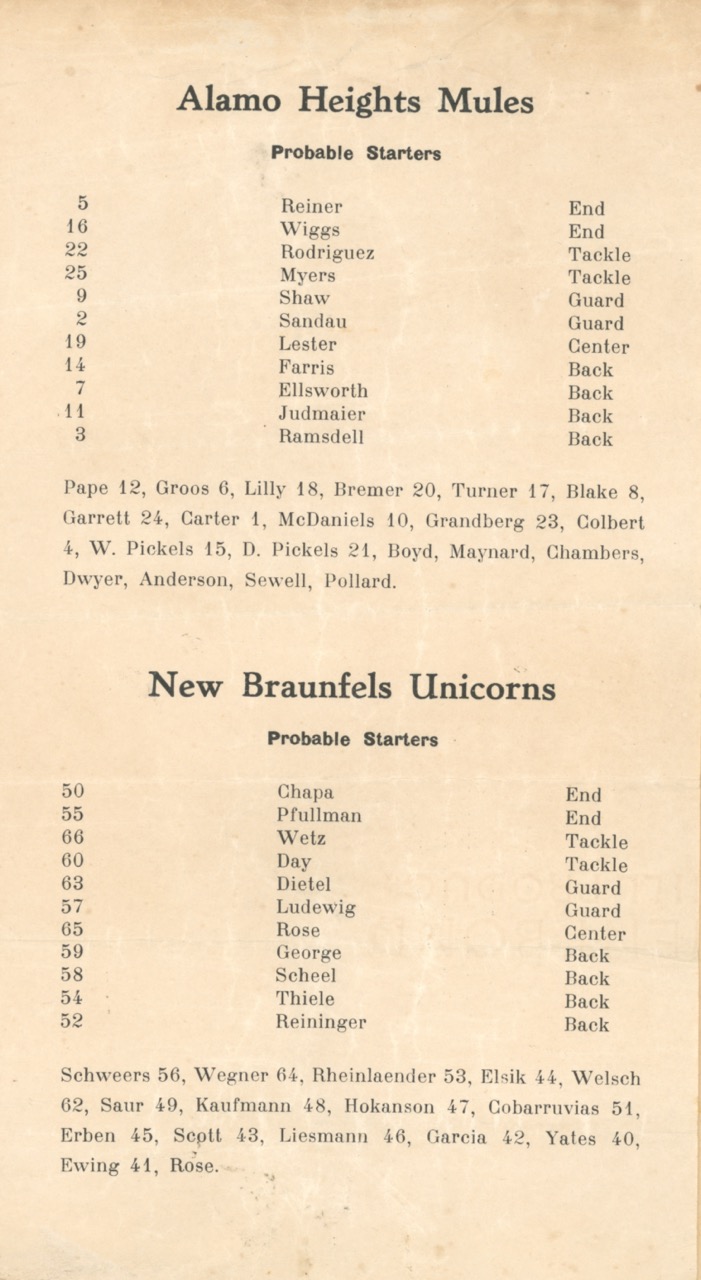 Alamo Heights Mules
Probable Starters
5 Reiner End
16 Wiggs End
22 Rodriguez Tackle
25 Myers Tackle
9 Shaw Guard
2 Sandau Guard
19 Lester Center
14 Farris Back
7 Ellsworth Back
11 Judmaier Back
3 Ramsdell Back
Pape 12, Groos 6, Lilly 18, Bremer 20, Turner 17, Blake 8,
Garrett 24, Carter 1, McDaniels 10, Grandberg 23, Colbert
4, W. Pickels 15, D. Pickels 21, Boyd, Maynard, Chambers,
Dwyer, Anderson, Sewell, Pollard.
New Braunfels Unicorns
Probable Starters
50 Chapa End
55 Pfullman End
66 Wetz Tackle
60 Day Tackle
63 Dietel Guard
57 Ludewig Guard
65 Rose Center
59 George Back
58 Scheel Back
54 Thiele Back
52 Reininger Back
Schweers 56, Wegner 64, Rheinlaender 53, Elsik 44, Welsch
62, Saur 49, Kaufmann 48, Hokanson 47, Cobarruvias 51,
Erben 45, Scott 43, Liesmann 46, Garcia 42, Yates 40,
Ewing 41, Rose.